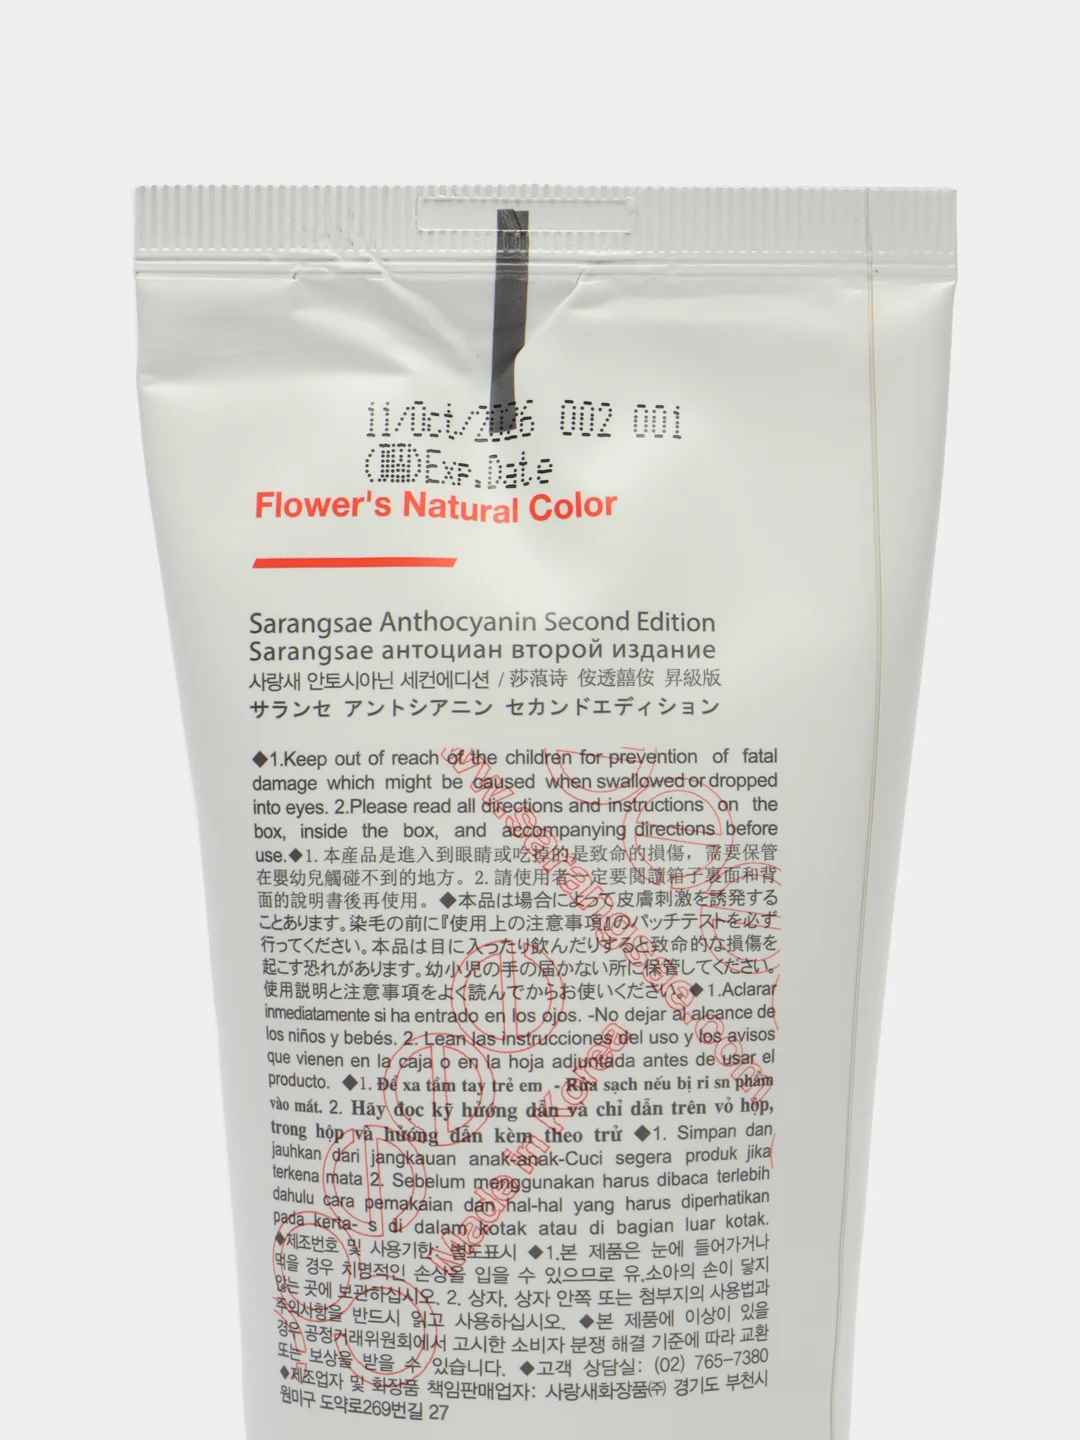 11/Oct/2026 002 001
Exp.Date
Flower's Natural Color
Sarangsae Anthocyanin Second Edition
Sarangsae антоциан второй издание
사랑새 안토시아닌 세컨에디션 / 莎蒎诗 侒透囍侒 昇級版
サランセ アントシアニン セカンドエディション
◆1.Keep out of reach of the children for prevention of fatal
damage which might be caused when swallowed or dropped
into eyes. 2.Please read all directions and instructions on the
box, inside the box, and accompanying directions before
use.◆1. 本産品是進入到眼睛或吃掉的是致命的損傷，需要保管
在嬰幼兒觸碰不到的地方。2. 請使用者一定要閱讀箱子裏面和背
面的說明書後再使用。◆本品は場合によって皮膚刺激を誘発する
ことあります。染毛の前に『使用上の注意事項』のパッチテストを必ず
行ってください。本品は目に入ったり飲んだりすると致命的な損傷を
起こす恐れがあります。幼小児の手の届かない所に保管してください。
使用説明と注意事項をよく読んでからお使いください。◆1.Aclarar
inmediatamente si ha entrado en los ojos. -No dejar al alcance de
los niños y bebés. 2. Lean las instrucciones del uso y los avisos
que vienen en la caja o en la hoja adjuntada antes de usar el
producto. ◆1. Để xa tầm tay trẻ em - Rửa sạch nếu bị ri sn phẩm
vào mắt. 2. Hãy đọc kỹ hướng dẫn và chỉ dẫn trên vỏ hộp,
trong hộp và hướng dẫn kèm theo trử ◆1. Simpan dan
jauhkan dari jangkauan anak-anak-Cuci segera produk jika
terkena mata 2. Sebelum menggunakan harus dibaca terlebih
dahulu cara pemakaian dan hal-hal yang harus diperhatikan
pada kerta- s di dalam kotak atau di bagian luar kotak.
◆제조번호 및 사용기한: 별도표시 ◆1.본 제품은 눈에 들어가거나
먹을 경우 치명적인 손상을 입을 수 있으므로 유,소아의 손이 닿지
않는 곳에 보관하십시오. 2. 상자, 상자 안쪽 또는 첨부지의 사용법과
주의사항을 반드시 읽고 사용하십시오. ◆본 제품에 이상이 있을
경우 공정거래위원회에서 고시한 소비자 분쟁 해결 기준에 따라 교환
또는 보상을 받을 수 있습니다. ◆고객 상담실: (02) 765-7380
◆제조업자 및 화장품 책임판매업자: 사랑새화장품㈜ 경기도 부천시
원미구 도약로269번길 27
www.sarangsae.com
Made in Korea